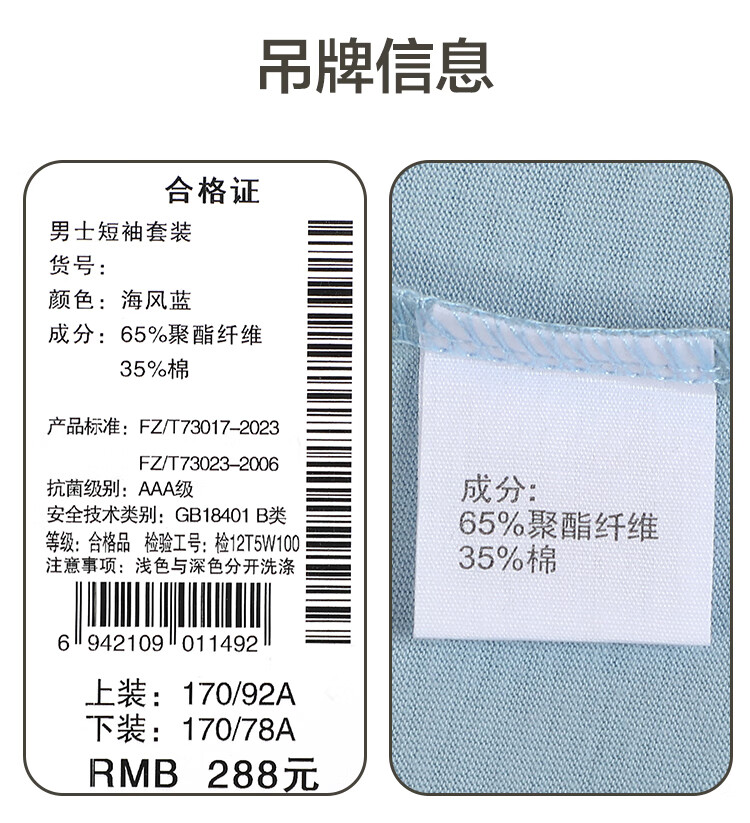 吊牌信息
合格证
男士短袖套装
货号:
颜色: 海风蓝
成分: 65%聚酯纤维
35%棉
产品标准: FZ/T73017-2023
FZ/T73023-2006
抗菌级别: AAA级
安全技术类别: GB18401 B类
等级: 合格品 检验工号: 检12T5W100
注意事项: 浅色与深色分开洗涤
6 942109 011492
上装: 170/92A
下装: 170/78A
RMB 288元
成分:
65%聚酯纤维
35%棉